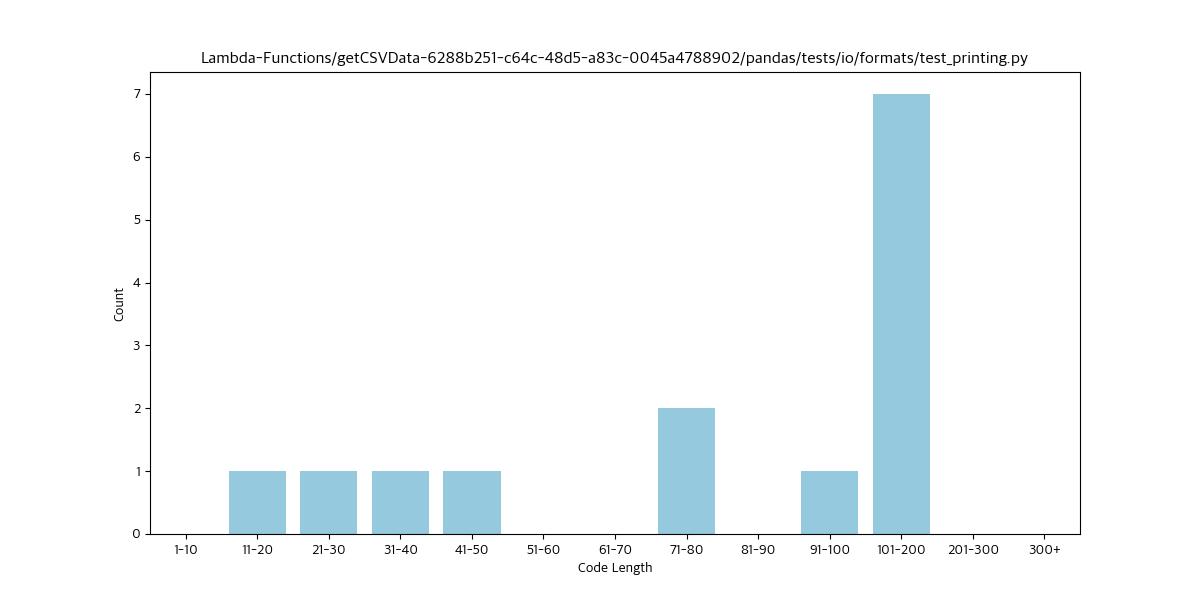 Lambda-Functions/getCSVData-6288b251-c64c-48d5-a83c-0045a4788902/pandas/tests/io/formats/test_printing.py
7
6
5
4
3
2
1
0
Count
1-10 11-20 21-30 31-40 41-50 51-60 61-70 71-80 81-90 91-100 101-200 201-300 300+
Code Length